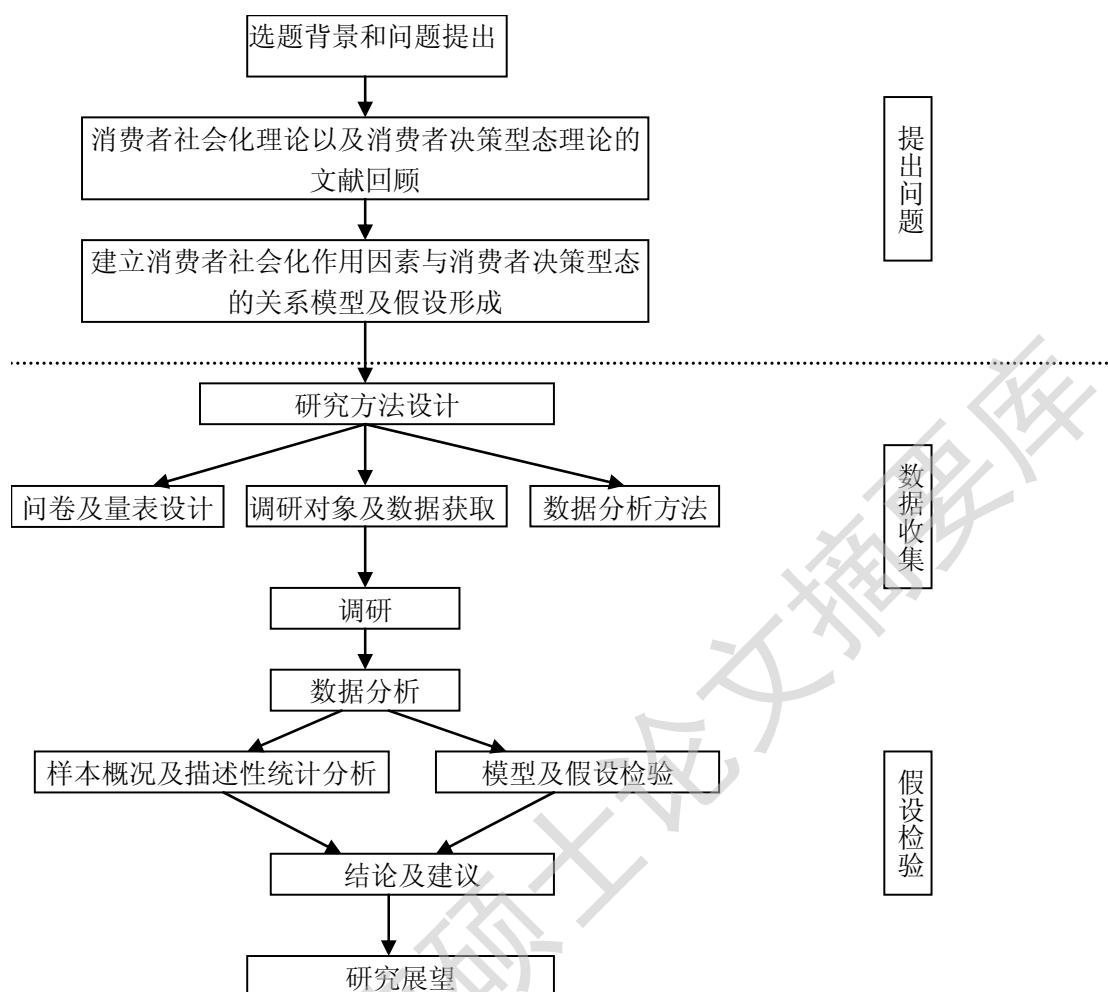 选题背景和问题提出
消费者社会化理论以及消费者决策型态理论的
文献回顾
提出问题
建立消费者社会化作用因素与消费者决策型态
的关系模型及假设形成
研究方法设计
问卷及量表设计
调研对象及数据获取
数据分析方法
数据收集
调研
数据分析
样本概况及描述性统计分析
模型及假设检验
假设检验
结论及建议
研究展望
硕士论文摘要库